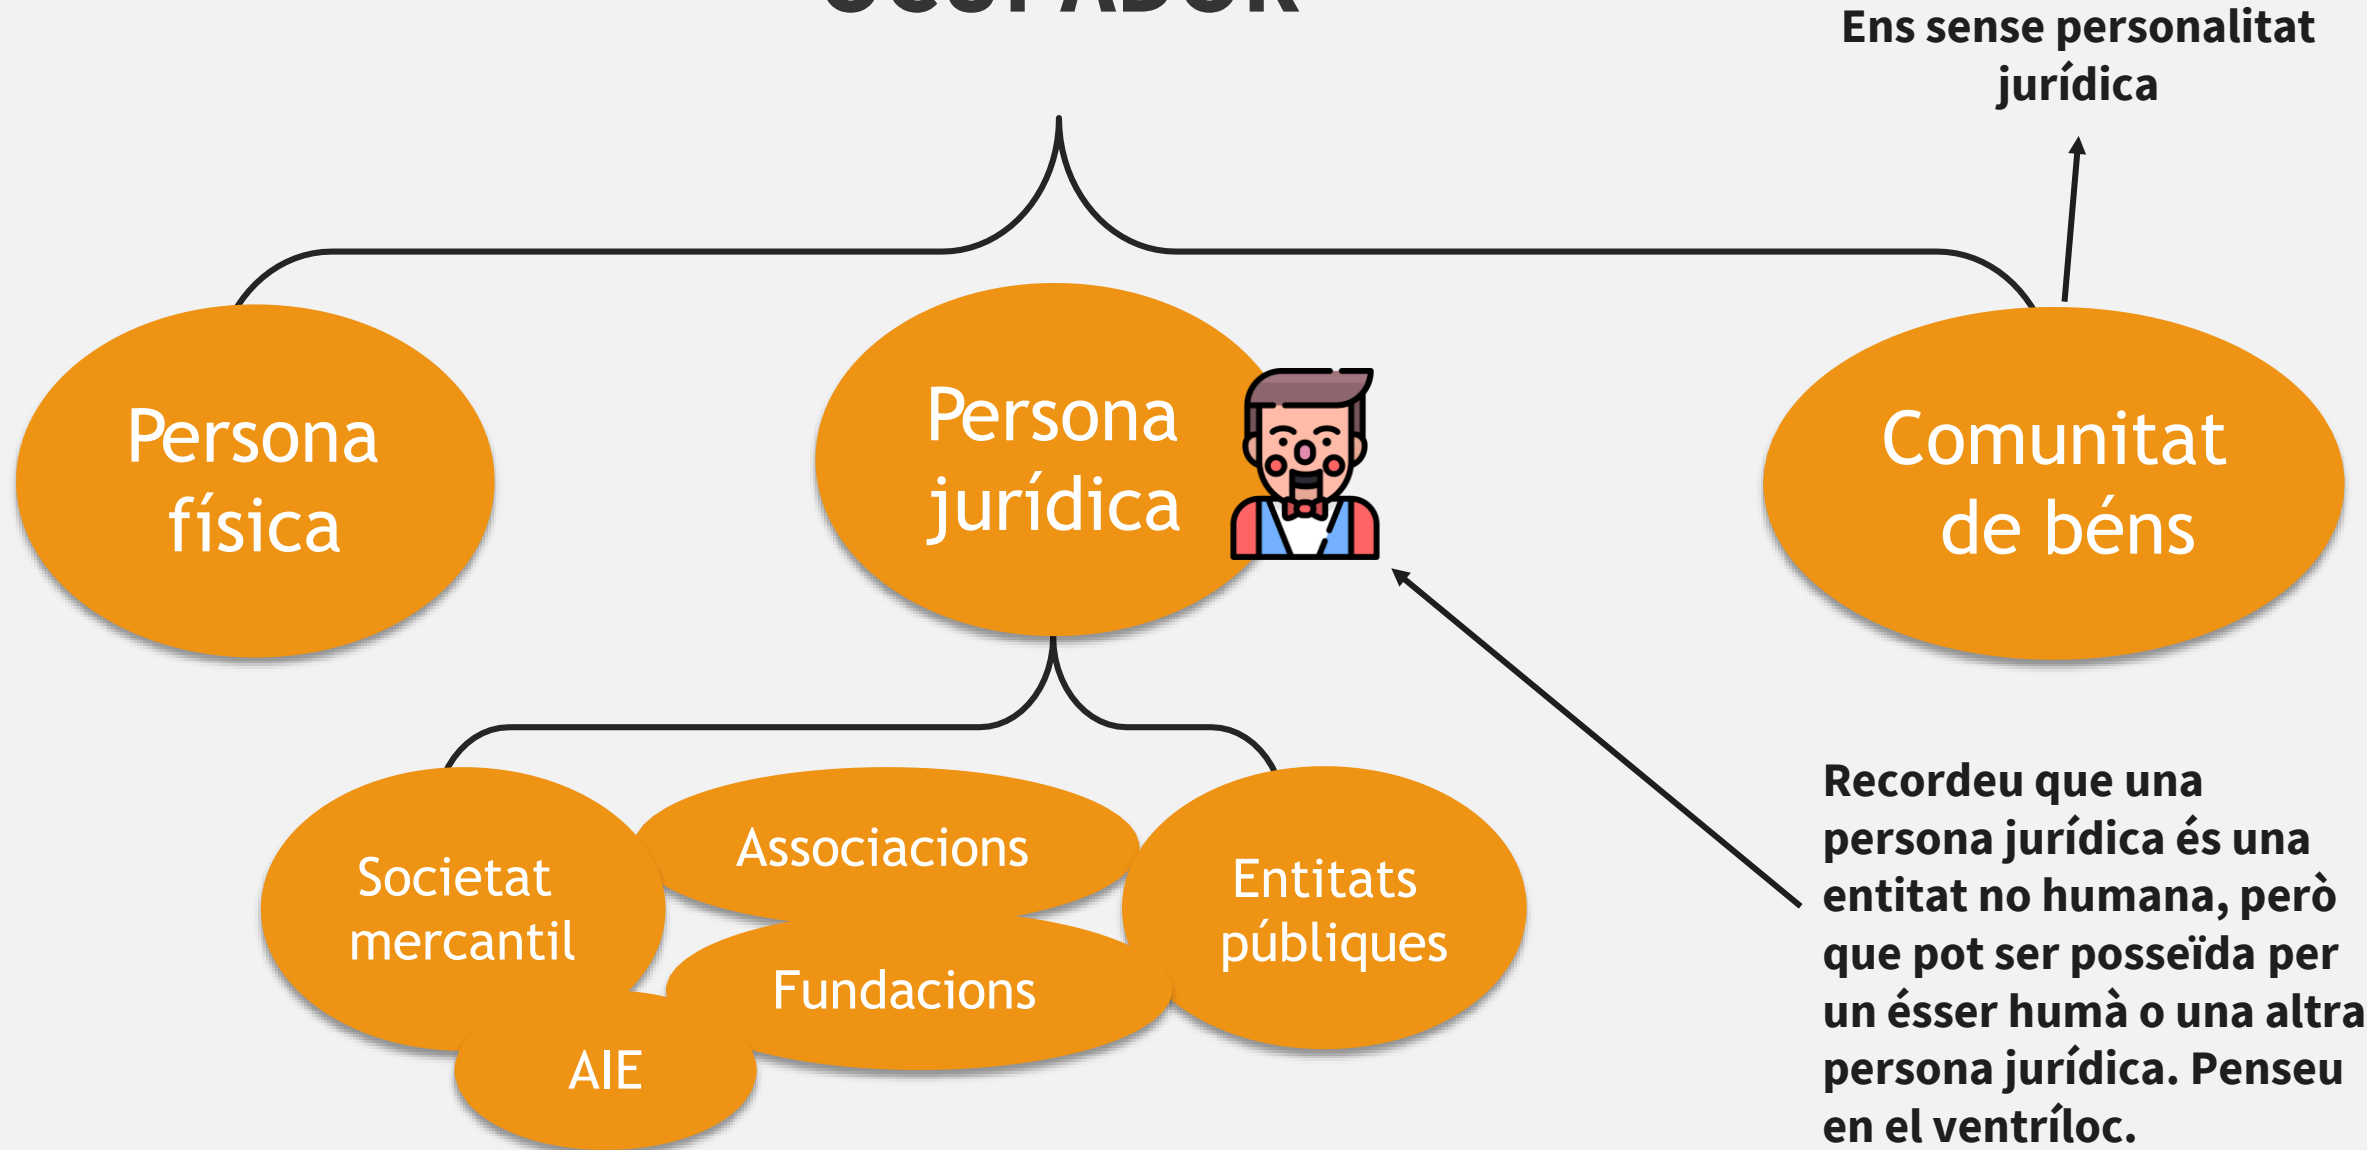 OCUPADOR
Ens sense personalitat
jurídica
Persona
física
Persona
jurídica
Comunitat
de béns
Societat
mercantil
Associacions
Fundacions
AIE
Entitats
públiques
Recordeu que una
persona jurídica és una
entitat no humana, però
que pot ser posseïda per
un ésser humà o una altra
persona jurídica. Penseu
en el ventríloc.